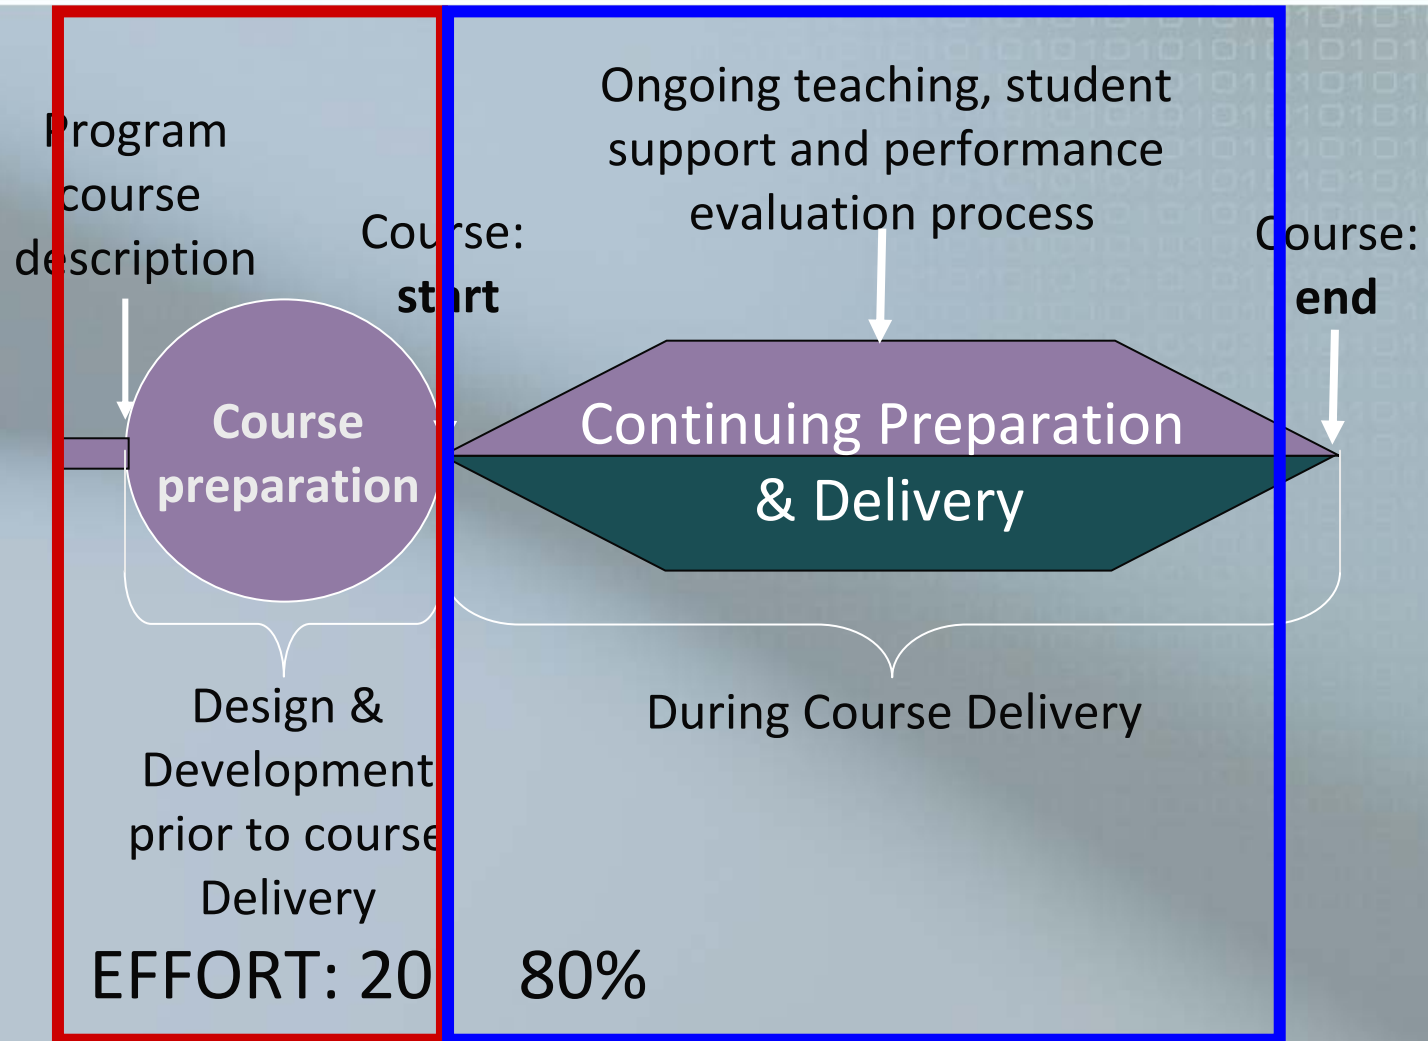 Program
course
description
Course:
start
Ongoing teaching, student
support and performance
evaluation process
Course:
end
Course
preparation
Continuing Preparation
& Delivery
Design &
Development
prior to course
Delivery
During Course Delivery
EFFORT: 20
80%